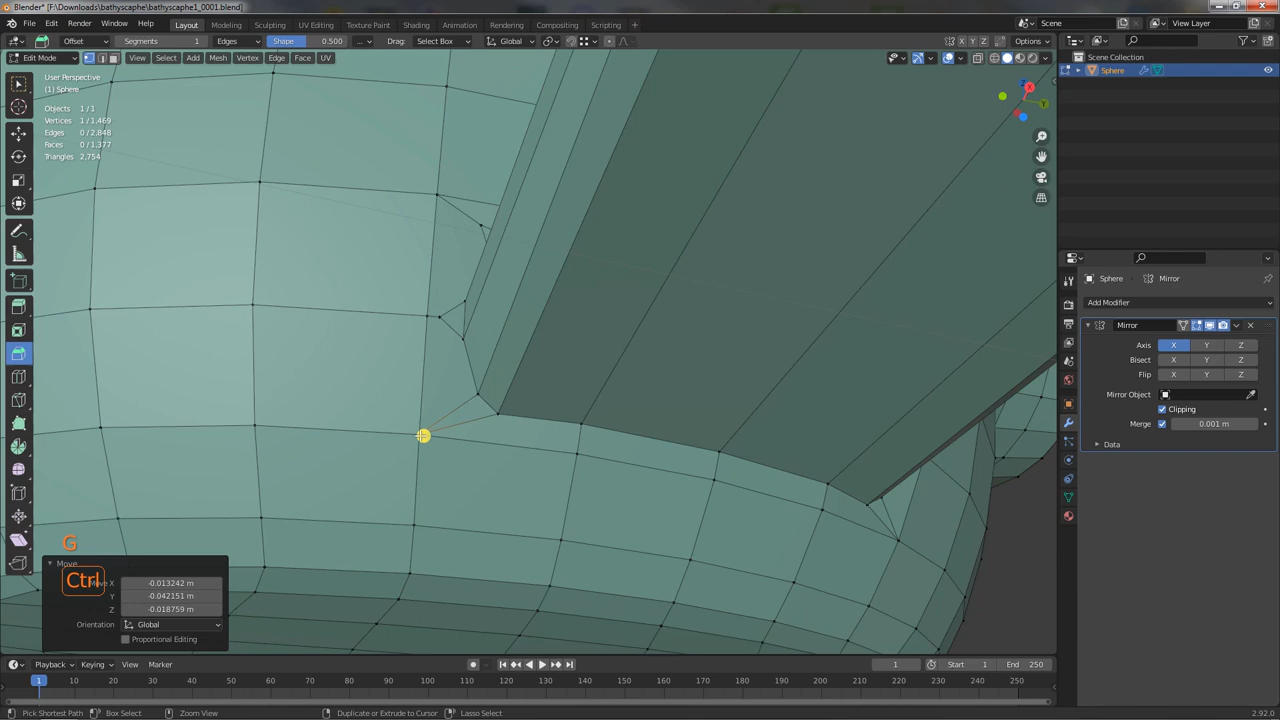 Blender* [F:\Downloads\bathyscaphe\bathyscaphe1_0001.blend]
File Edit Render Window Help Layout Modeling Sculpting UV Editing Texture Paint Shading Animation Rendering Compositing Scripting Scene View Layer
Offset Segments 1 Edges Shape 0.500 ... Drag: Select Box Global X Y Z Options
Edit Mode View Select Add Mesh Vertex Edge Face UV
User Perspective
(1) Sphere
Objects 1/1
Vertices 1/1,469
Edges 0/2,848
Faces 0/1,377
Triangles 2,754
X Y
Scene Collection
Sphere
Sphere Mirror
Add Modifier
Mirror
Axis X Y Z
Bisect X Y Z
Flip X Y Z
Mirror Object
Clipping
Merge 0.001 m
Data
G
Ctrl
Move
X -0.013242 m
Y -0.042151 m
Z -0.018759 m
Orientation Global
Proportional Editing
Playback Keying View Marker 1 Start 1 End 250
1 10 20 30 40 50 60 70 80 90 100 110 120 130 140 150 160 170 180 190 200 210 220 230 240 250
Pick Shortest Path Box Select Zoom View Duplicate or Extrude to Cursor Lasso Select 2.92.0